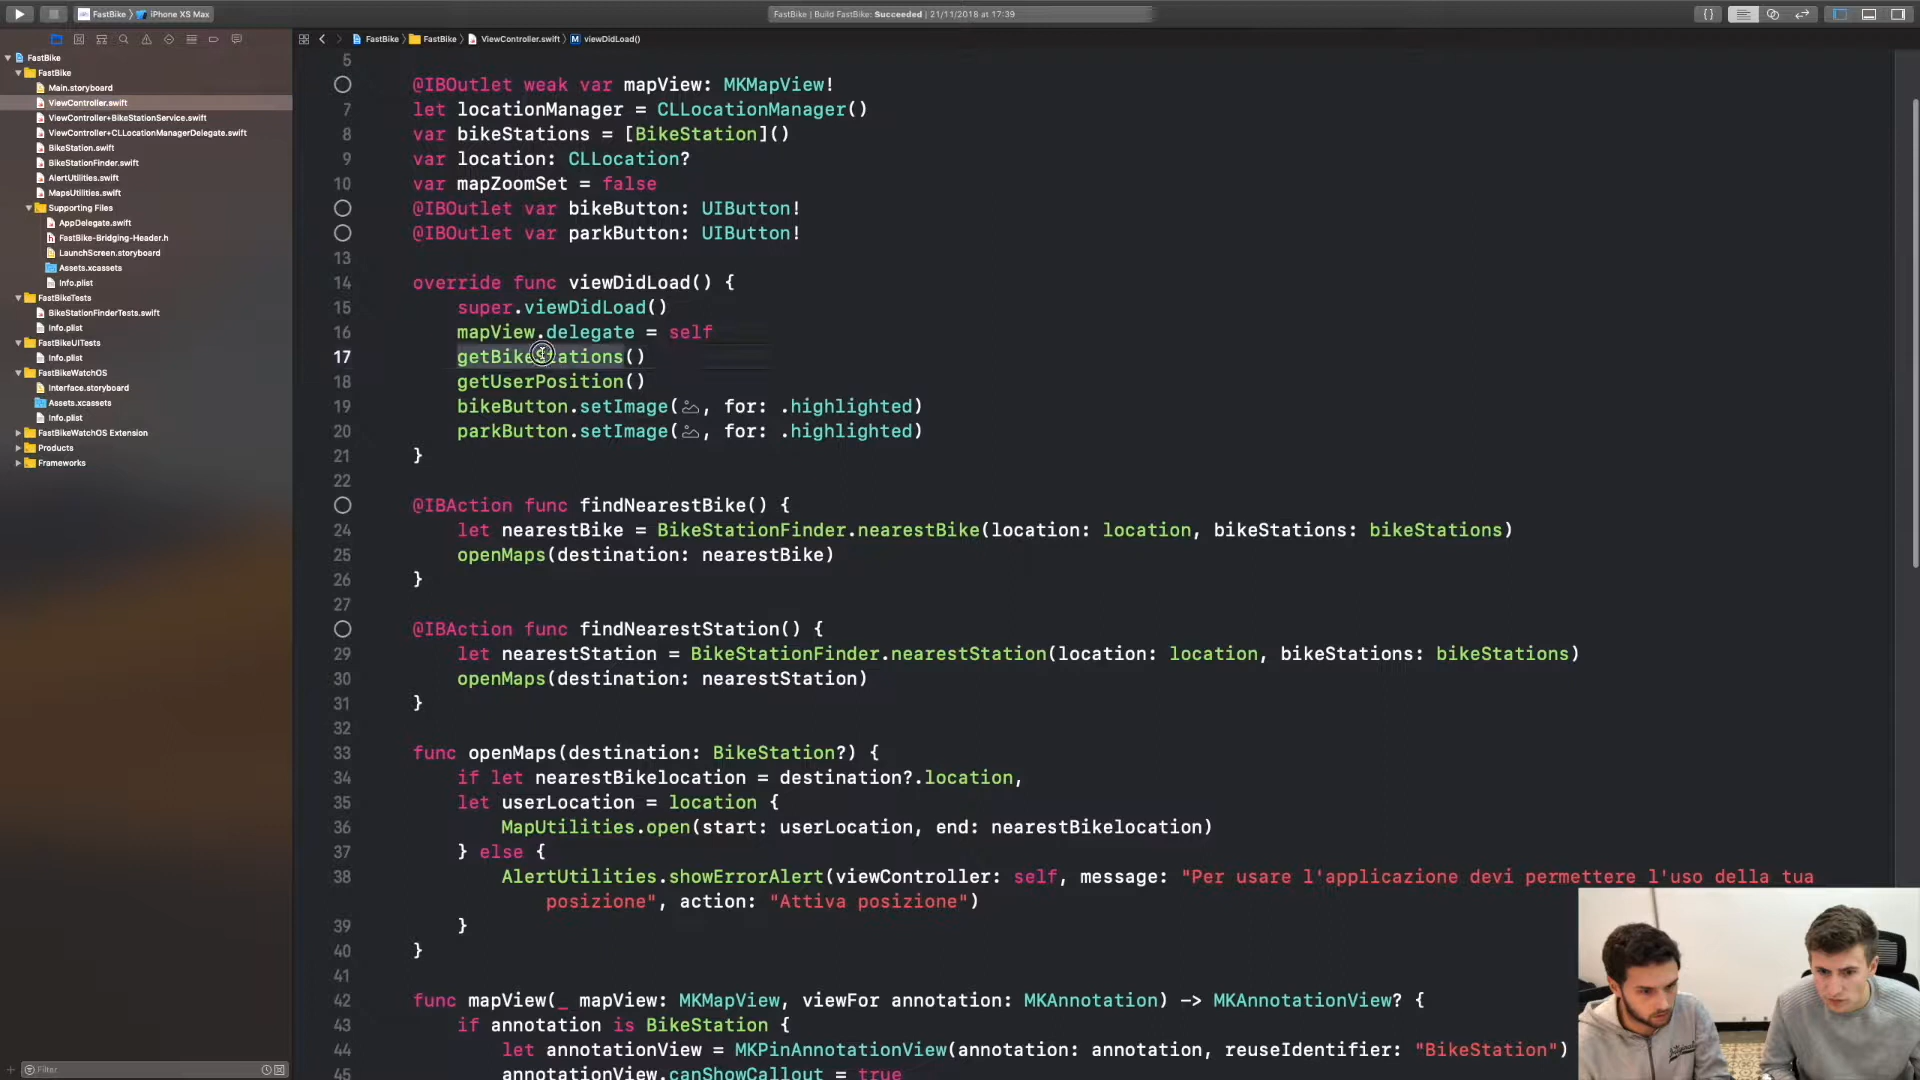 FastBike
iPhone XS Max
FastBike | Build FastBike: Succeeded | 21/11/2018 at 17:39
FastBike
FastBike
ViewController.swift
M viewDidLoad()
FastBike
FastBike
Main.storyboard
ViewController.swift
ViewController+BikeStationService.swift
ViewController+CLLocationManagerDelegate.swift
BikeStation.swift
BikeStationFinder.swift
AlertUtilities.swift
MapsUtilities.swift
Supporting Files
AppDelegate.swift
FastBike-Bridging-Header.h
LaunchScreen.storyboard
Assets.xcassets
Info.plist
FastBikeTests
BikeStationFinderTests.swift
Info.plist
FastBikeUITests
Info.plist
FastBikeWatchOS
Interface.storyboard
Assets.xcassets
Info.plist
FastBikeWatchOS Extension
Products
Frameworks
Filter
5
@IBOutlet weak var mapView: MKMapView!
7 let locationManager = CLLocationManager()
8 var bikeStations = [BikeStation]()
9 var location: CLLocation?
10 var mapZoomSet = false
@IBOutlet var bikeButton: UIButton!
@IBOutlet var parkButton: UIButton!
13
14 override func viewDidLoad() {
15 super.viewDidLoad()
16 mapView.delegate = self
17 getBikeStations()
18 getUserPosition()
19 bikeButton.setImage(, for: .highlighted)
20 parkButton.setImage(, for: .highlighted)
21 }
22
@IBAction func findNearestBike() {
24 let nearestBike = BikeStationFinder.nearestBike(location: location, bikeStations: bikeStations)
25 openMaps(destination: nearestBike)
26 }
27
@IBAction func findNearestStation() {
29 let nearestStation = BikeStationFinder.nearestStation(location: location, bikeStations: bikeStations)
30 openMaps(destination: nearestStation)
31 }
32
33 func openMaps(destination: BikeStation?) {
34 if let nearestBikelocation = destination?.location,
35 let userLocation = location {
36 MapUtilities.open(start: userLocation, end: nearestBikelocation)
37 } else {
38 AlertUtilities.showErrorAlert(viewController: self, message: "Per usare l'applicazione devi permettere l'uso della tua
posizione", action: "Attiva posizione")
39 }
40 }
41
42 func mapView(_ mapView: MKMapView, viewFor annotation: MKAnnotation) -> MKAnnotationView? {
43 if annotation is BikeStation {
44 let annotationView = MKPinAnnotationView(annotation: annotation, reuseIdentifier: "BikeStation")
45 annotationView.canShowCallout = true